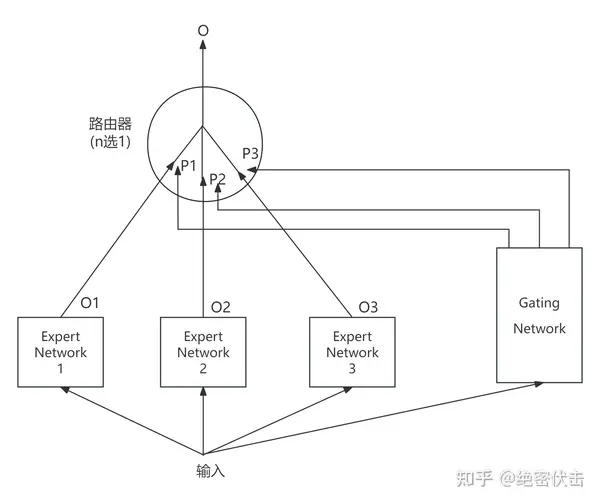 O
路由器
(n选1)
P1
P2
P3
O1
O2
O3
Expert
Network
1
Expert
Network
2
Expert
Network
3
Gating
Network
输入
知乎 @绝密伏击